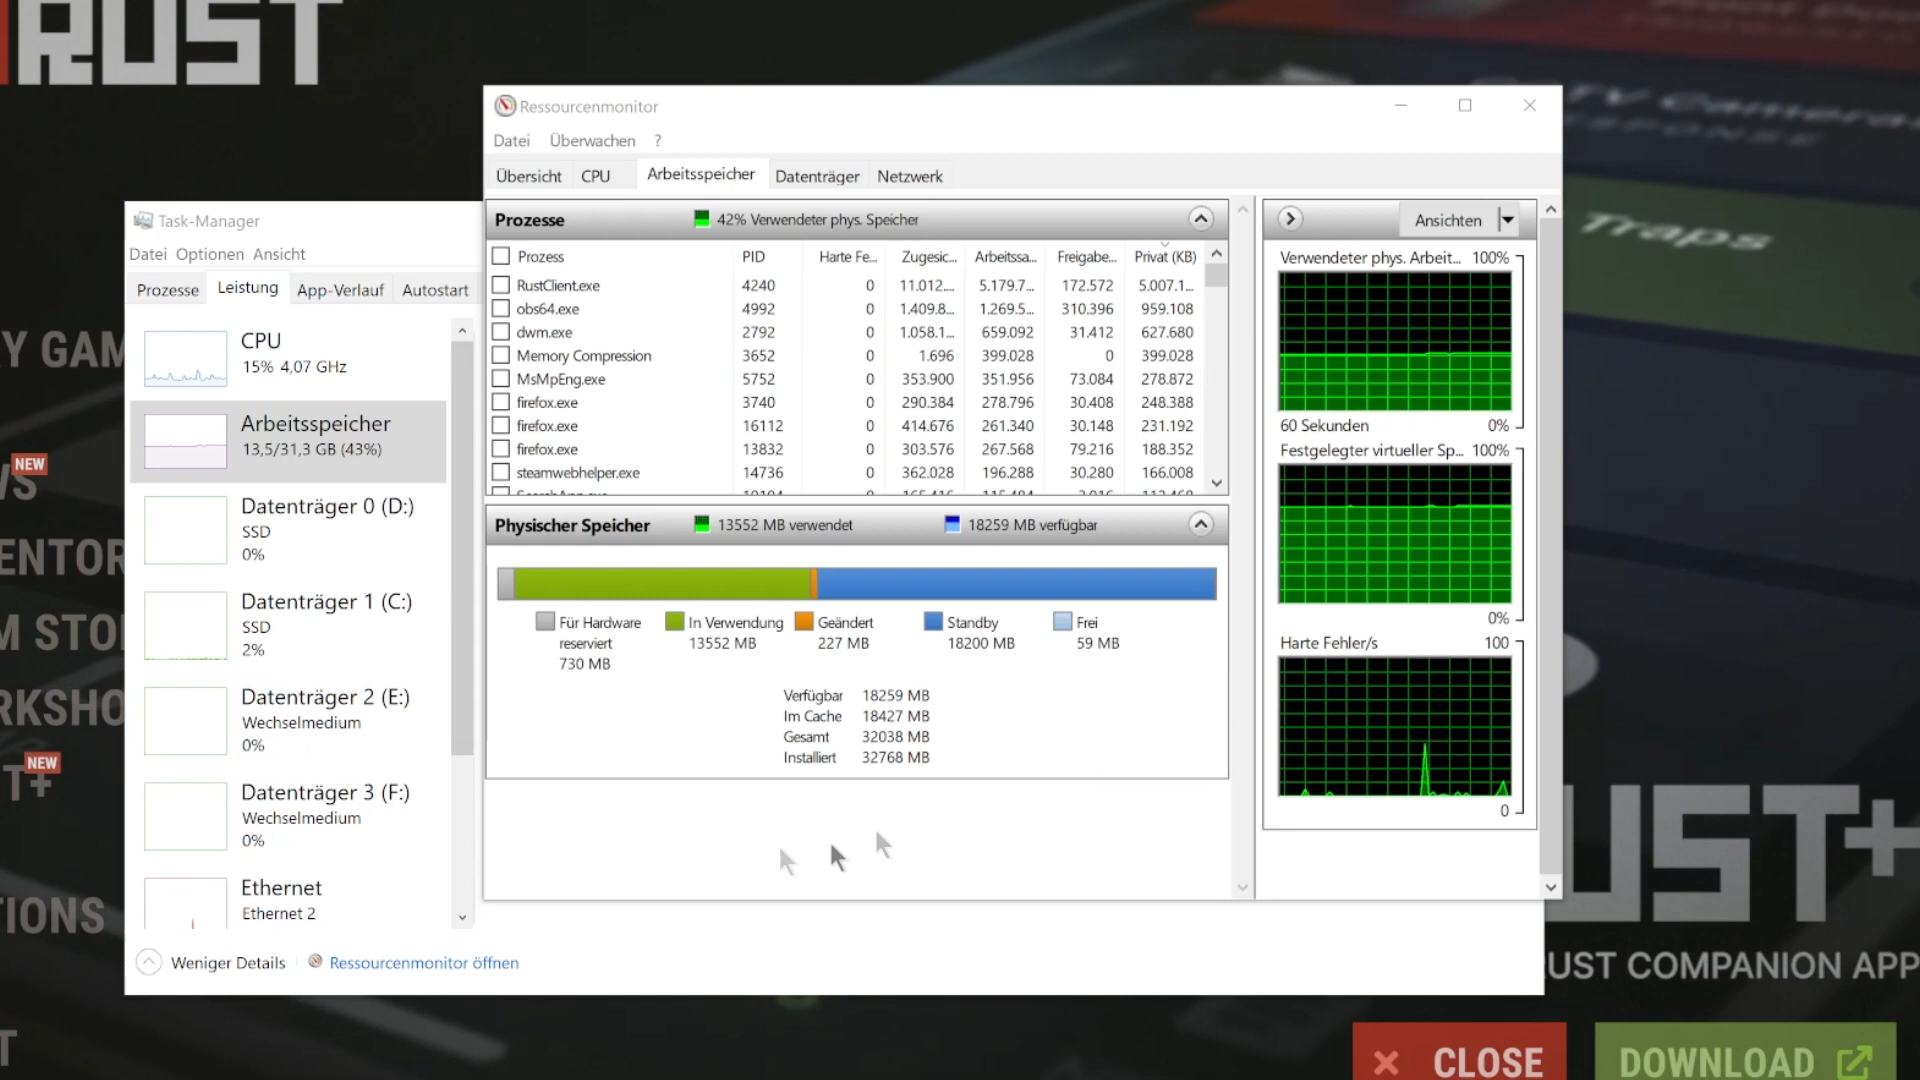 RUST
Ressourcenmonitor
Datei Überwachen ?
Übersicht CPU Arbeitsspeicher Datenträger Netzwerk
Prozesse 42% Verwendeter phys. Speicher
Prozess PID Harte Fe... Zugesic... Arbeitssa... Freigabe... Privat (KB)
RustClient.exe 4240 0 11.012... 5.179.7... 172.572 5.007.1...
obs64.exe 4992 0 1.409.8... 1.269.5... 310.396 959.108
dwm.exe 2792 0 1.058.1... 659.092 31.412 627.680
Memory Compression 3652 0 1.696 399.028 0 399.028
MsMpEng.exe 5752 0 353.900 351.956 73.084 278.872
firefox.exe 3740 0 290.384 278.796 30.408 248.388
firefox.exe 16112 0 414.676 261.340 30.148 231.192
firefox.exe 13832 0 303.576 267.568 79.216 188.352
steamwebhelper.exe 14736 0 362.028 196.288 30.280 166.008
Physischer Speicher 13552 MB verwendet 18259 MB verfügbar
Für Hardware reserviert 730 MB
In Verwendung 13552 MB
Geändert 227 MB
Standby 18200 MB
Frei 59 MB
Verfügbar 18259 MB
Im Cache 18427 MB
Gesamt 32038 MB
Installiert 32768 MB
Ansichten
Verwendeter phys. Arbeit... 100%
60 Sekunden 0%
Festgelegter virtueller Sp... 100%
0%
Harte Fehler/s 100
0
Task-Manager
Datei Optionen Ansicht
Prozesse Leistung App-Verlauf Autostart
CPU
15% 4,07 GHz
Arbeitsspeicher
13,5/31,3 GB (43%)
Datenträger 0 (D:)
SSD
0%
Datenträger 1 (C:)
SSD
2%
Datenträger 2 (E:)
Wechselmedium
0%
Datenträger 3 (F:)
Wechselmedium
0%
Ethernet
Ethernet 2
Weniger Details Ressourcenmonitor öffnen
Y GAM
NEW
WS
ENTOR
M STO
RKSHO
NEW
T+
TIONS
T
Traps
UST+
UST COMPANION APP
CLOSE
DOWNLOAD